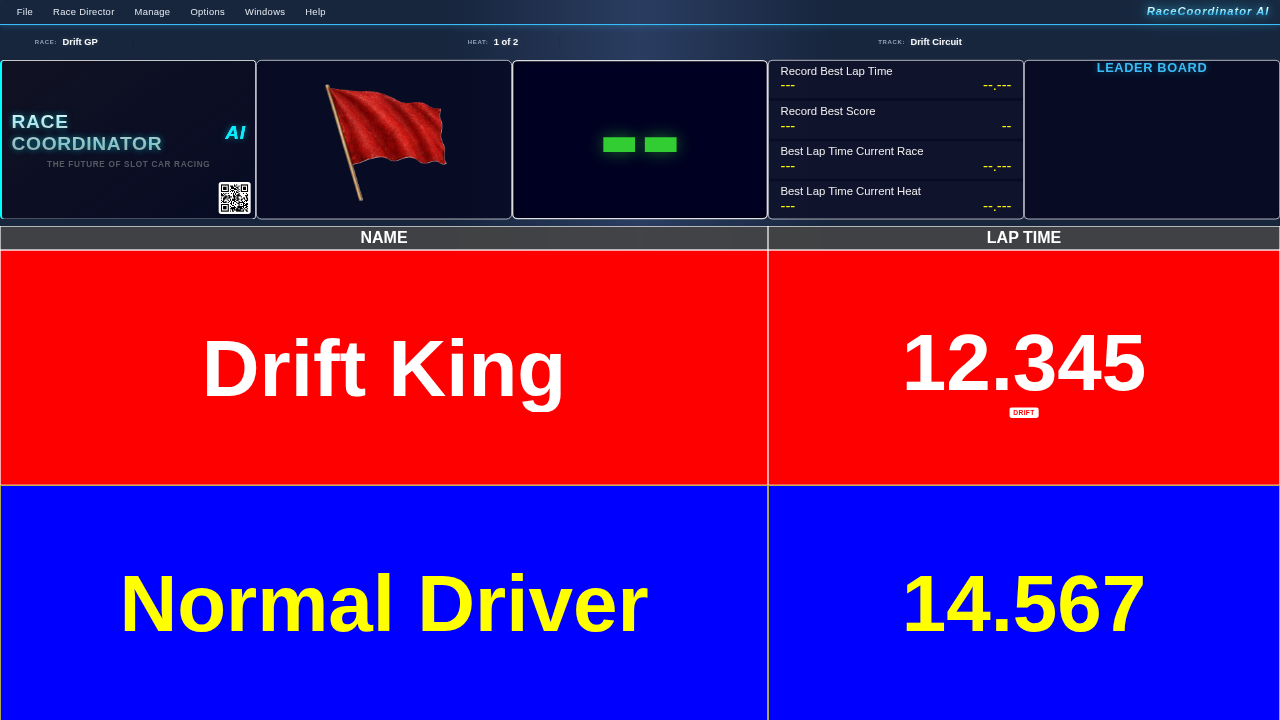 File Race Director Manage Options Windows Help RaceCoordinator AI
RACE: Drift GP HEAT: 1 of 2 TRACK: Drift Circuit
RACE
COORDINATOR
AI
THE FUTURE OF SLOT CAR RACING
--
Record Best Lap Time
--- --.---
Record Best Score
--- --
Best Lap Time Current Race
--- --.---
Best Lap Time Current Heat
--- --.---
LEADER BOARD
NAME LAP TIME
Drift King 12.345
DRIFT
Normal Driver 14.567